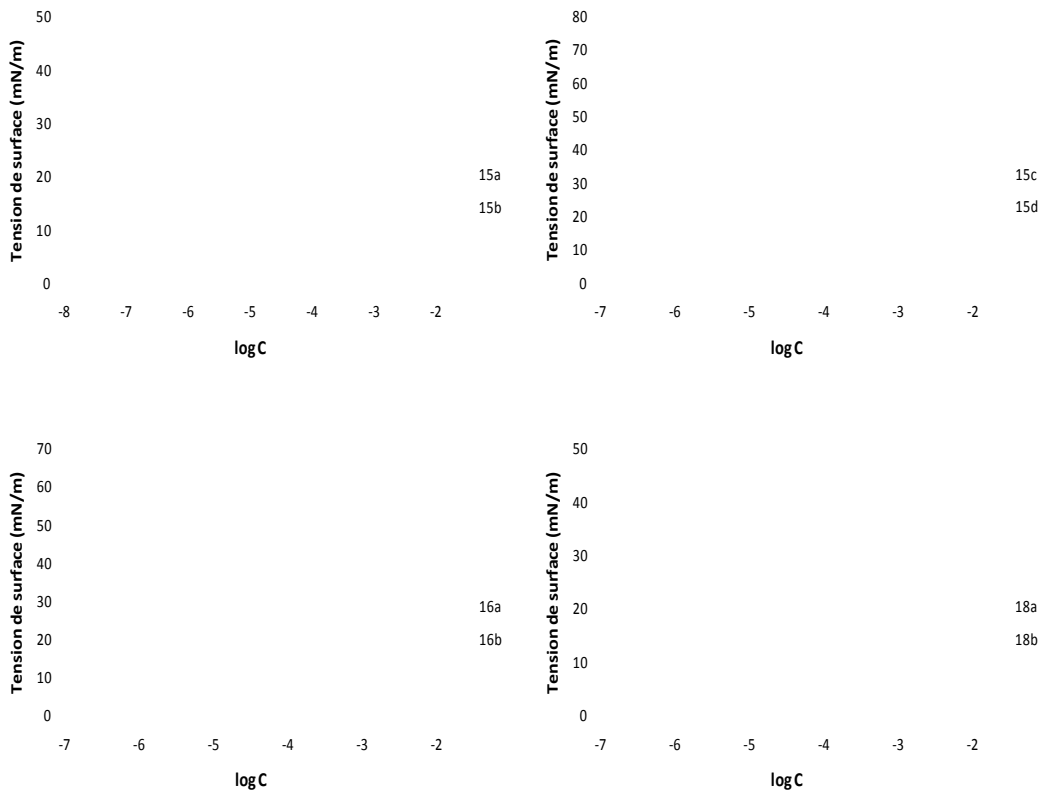 Tension de surface (mN/m)
50
40
30
20
10
0
-8 -7 -6 -5 -4 -3 -2
log C
15a
15b
Tension de surface (mN/m)
80
70
60
50
40
30
20
10
0
-7 -6 -5 -4 -3 -2
log C
15c
15d
Tension de surface (mN/m)
70
60
50
40
30
20
10
0
-7 -6 -5 -4 -3 -2
log C
16a
16b
Tension de surface (mN/m)
50
40
30
20
10
0
-7 -6 -5 -4 -3 -2
log C
18a
18b